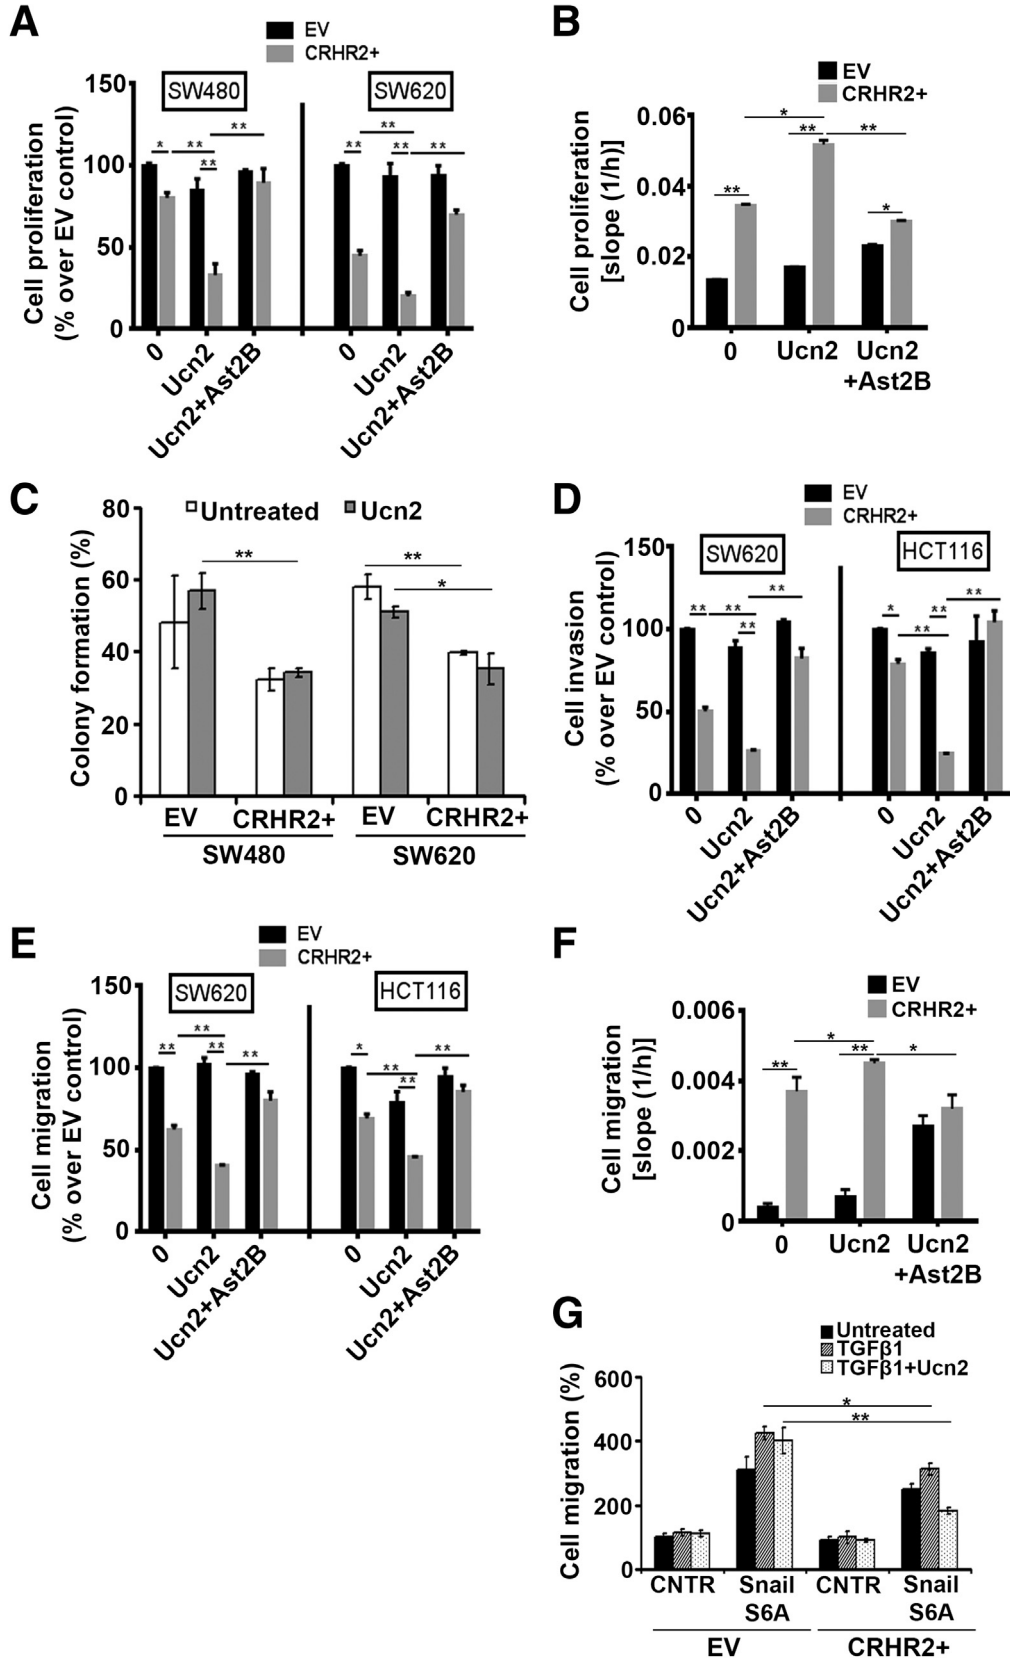 A
EV
CRHR2+
SW480
SW620
Cell proliferation
(% over EV control)
150
100
50
0
* ** ** **
** ** ** **
0
Ucn2
Ucn2+Ast2B
0
Ucn2
Ucn2+Ast2B
B
EV
CRHR2+
Cell proliferation
[slope (1/h)]
0.06
0.04
0.02
0
** * ** ** *
0
Ucn2
Ucn2
+Ast2B
C
Untreated
Ucn2
Colony formation (%)
80
60
40
20
0
** ** *
EV
CRHR2+
EV
CRHR2+
SW480
SW620
D
EV
CRHR2+
SW620
HCT116
Cell invasion
(% over EV control)
150
100
50
0
** ** ** **
* ** ** **
0
Ucn2
Ucn2+Ast2B
0
Ucn2
Ucn2+Ast2B
E
EV
CRHR2+
SW620
HCT116
Cell migration
(% over EV control)
150
100
50
0
** ** ** **
* ** ** **
0
Ucn2
Ucn2+Ast2B
0
Ucn2
Ucn2+Ast2B
F
EV
CRHR2+
Cell migration
[slope (1/h)]
0.006
0.004
0.002
0
** * ** *
0
Ucn2
Ucn2
+Ast2B
G
Untreated
TGFβ1
TGFβ1+Ucn2
Cell migration (%)
600
400
200
0
*
**
CNTR
Snail
S6A
CNTR
Snail
S6A
EV
CRHR2+